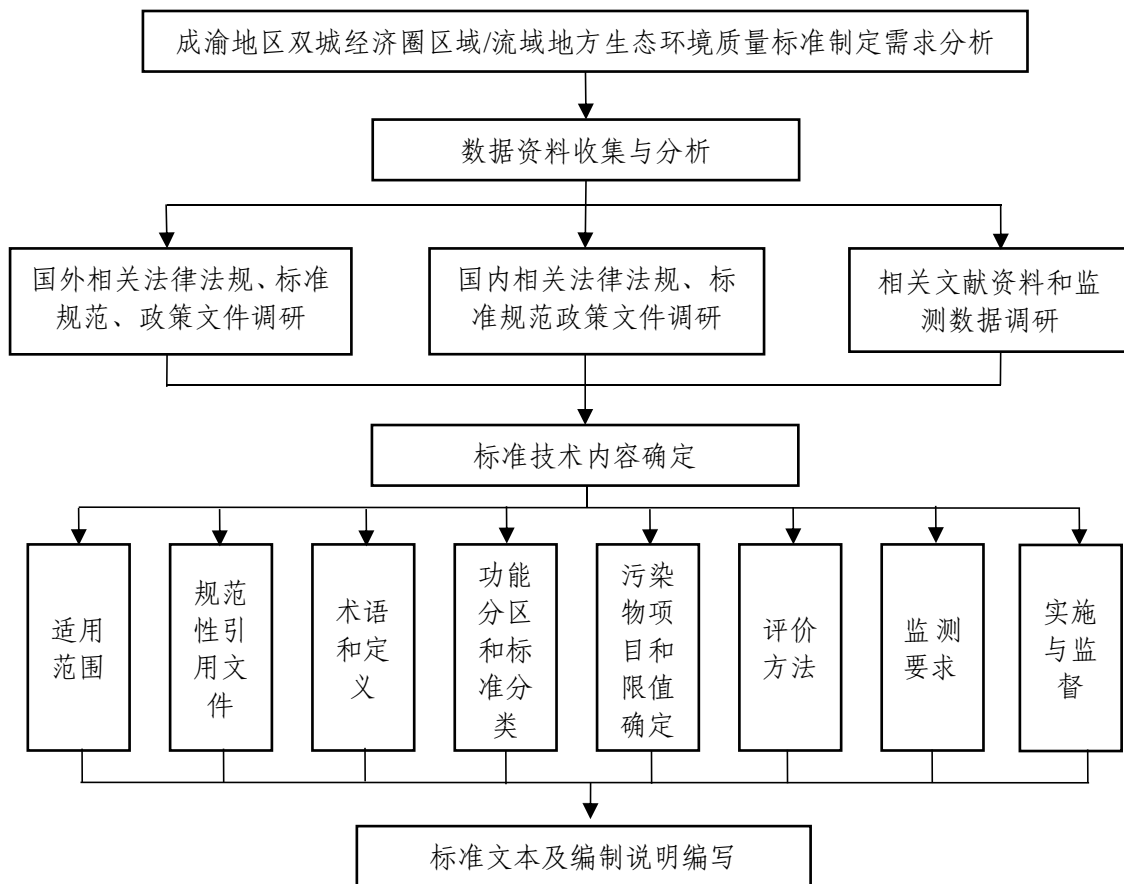 成渝地区双城经济圈区域/流域地方生态环境质量标准制定需求分析
数据资料收集与分析
国外相关法律法规、标准
规范、政策文件调研
国内相关法律法规、标
准规范政策文件调研
相关文献资料和监
测数据调研
标准技术内容确定
适用
范围
规范
性引
用文
件
术语
和定
义
功能
分区
和标
准分
类
污染
物项
目和
限值
确定
评价
方法
监测
要求
实施
与监
督
标准文本及编制说明编写